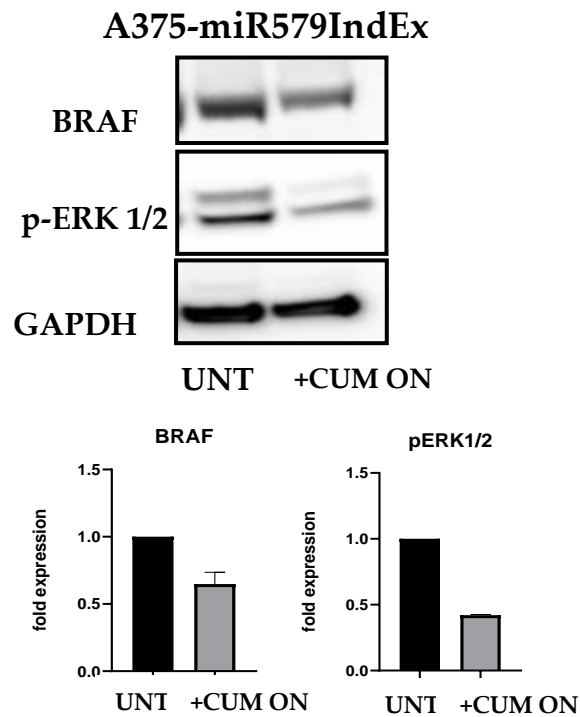 A375-miR579IndEx
BRAF
p-ERK 1/2
GAPDH
UNT +CUM ON
BRAF
1.5
1.0
0.5
0.0
fold expression
UNT +CUM ON
pERK1/2
1.5
1.0
0.5
0.0
fold expression
UNT +CUM ON